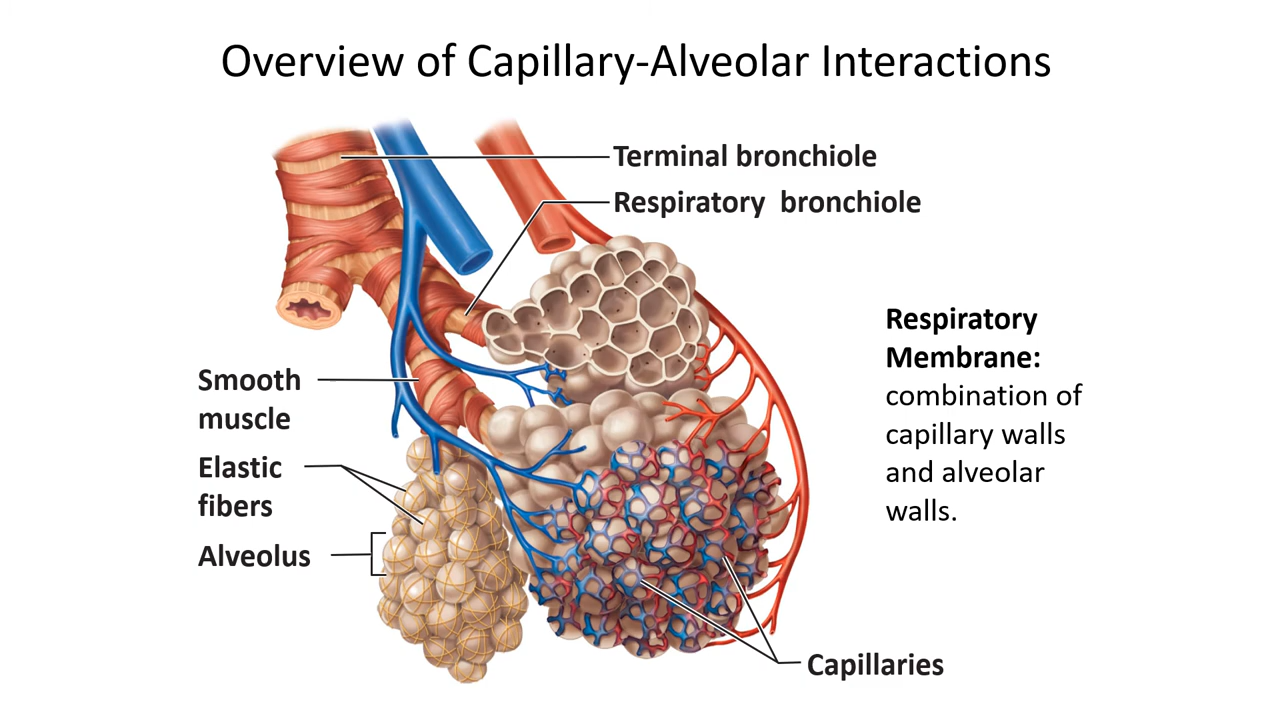 Overview of Capillary-Alveolar Interactions
Terminal bronchiole
Respiratory bronchiole
Smooth
muscle
Elastic
fibers
Alveolus
Capillaries
Respiratory
Membrane:
combination of
capillary walls
and alveolar
walls.